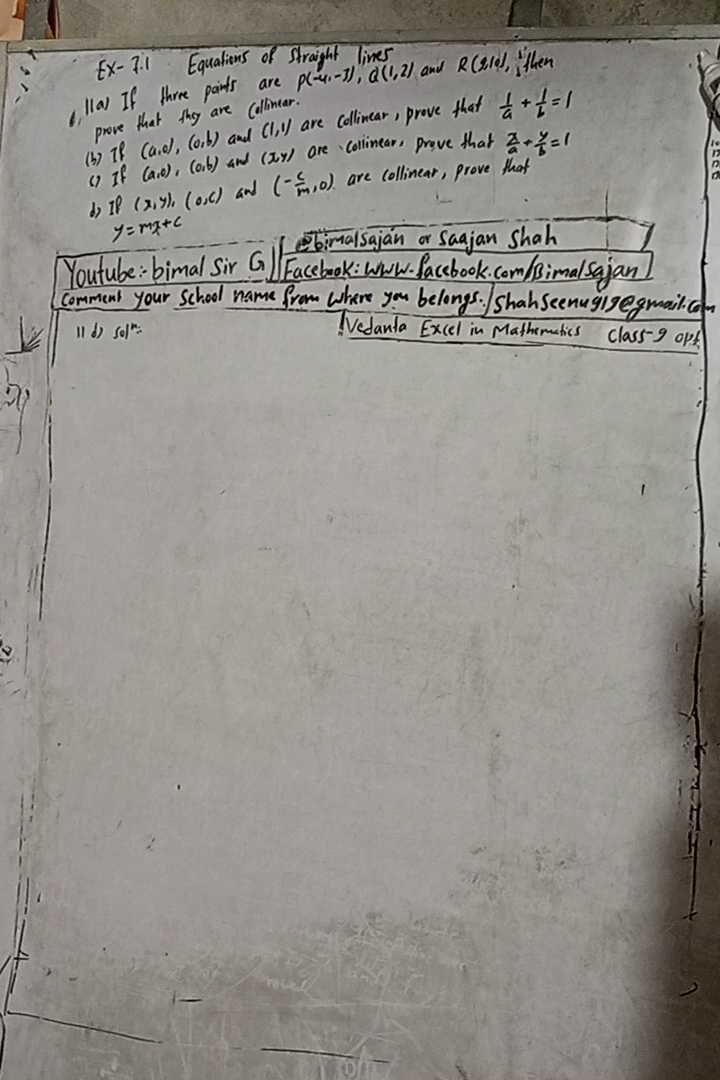 Ex- 7.1 Equations of Straight lines
11a) If three points are P(-4,-3), Q(1,2) and R(9,10), then
prove that they are collinear.
(b) If (a,0), (0,b) and (1,1) are collinear, prove that 1/a + 1/b = 1
c) If (a,0), (0,b) and (x,y) are collinear, prove that x/a + y/b = 1
d) If (x,y), (0,c) and (-c/m,0) are collinear, prove that
y=mx+c
@bimalsajan or Saajan Shah
Youtube:- bimal Sir G Facebook: www.facebook.com/Bimalsajan
Comment your School name from where you belongs. shahseenu919@gmail.com
11 d) solⁿ: Vedanta Excel in Mathematics Class-9 opt